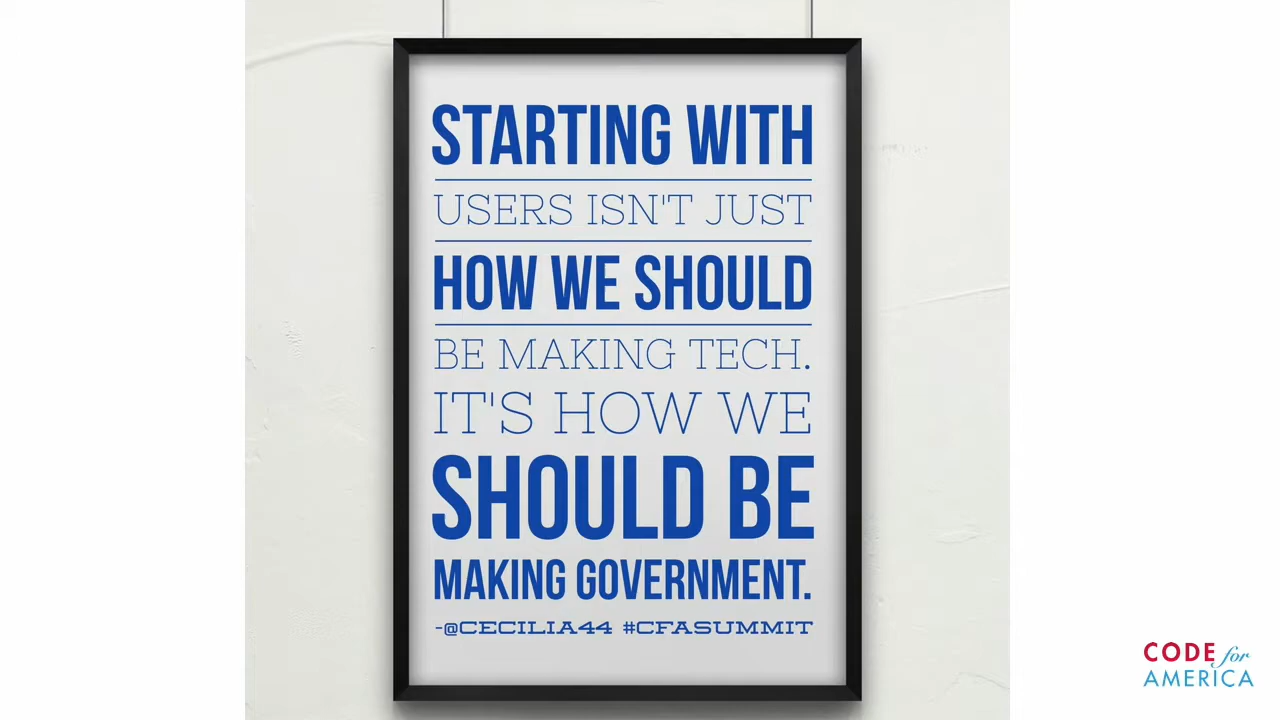 STARTING WITH
USERS ISN'T JUST
HOW WE SHOULD
BE MAKING TECH.
IT'S HOW WE
SHOULD BE
MAKING GOVERNMENT.
-@CECILIA44 #CFASUMMIT
CODE for
AMERICA